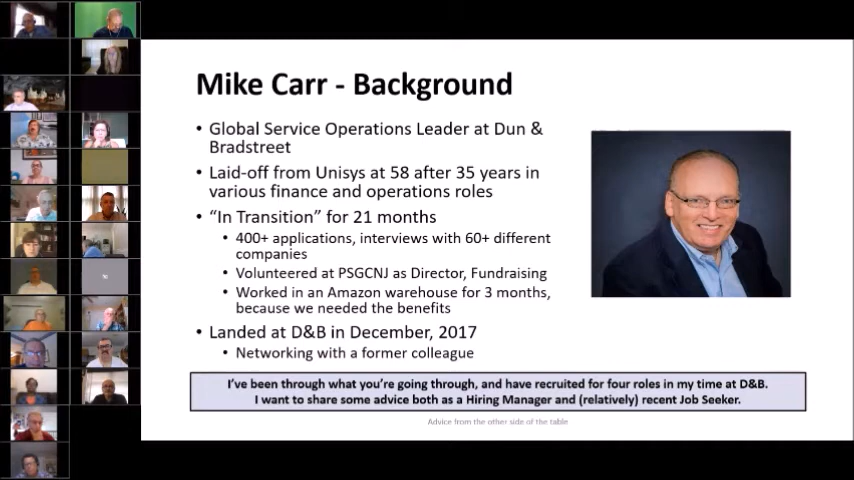 Mike Carr - Background
• Global Service Operations Leader at Dun &
Bradstreet
• Laid-off from Unisys at 58 after 35 years in
various finance and operations roles
• “In Transition” for 21 months
• 400+ applications, interviews with 60+ different
companies
• Volunteered at PSGCNJ as Director, Fundraising
• Worked in an Amazon warehouse for 3 months,
because we needed the benefits
• Landed at D&B in December, 2017
• Networking with a former colleague
I’ve been through what you’re going through, and have recruited for four roles in my time at D&B.
I want to share some advice both as a Hiring Manager and (relatively) recent Job Seeker.
Advice from the other side of the table